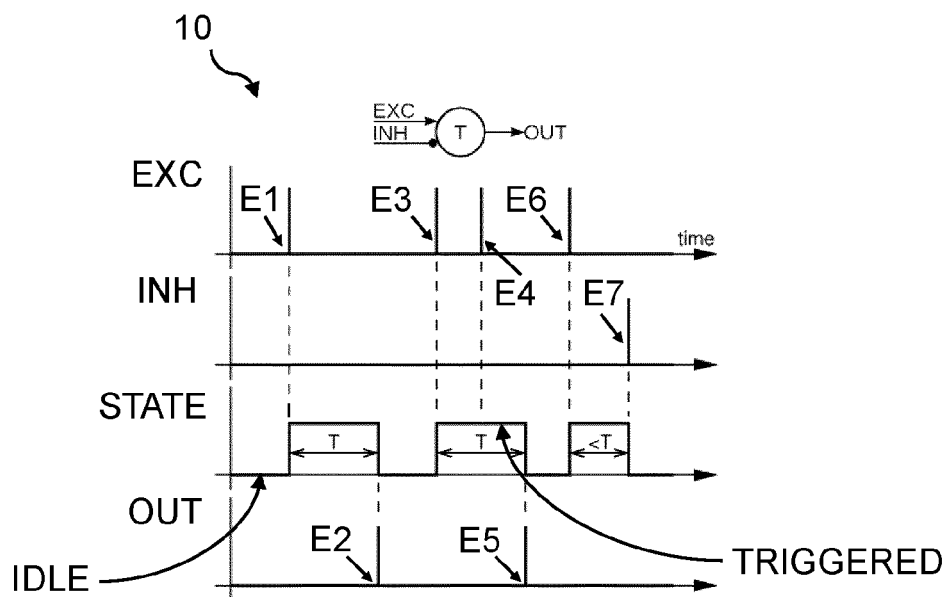 10
EXC
INH
T
OUT
EXC
E1
E3
E6
time
E4
INH
E7
STATE
T
T
<T
OUT
E2
E5
IDLE
TRIGGERED